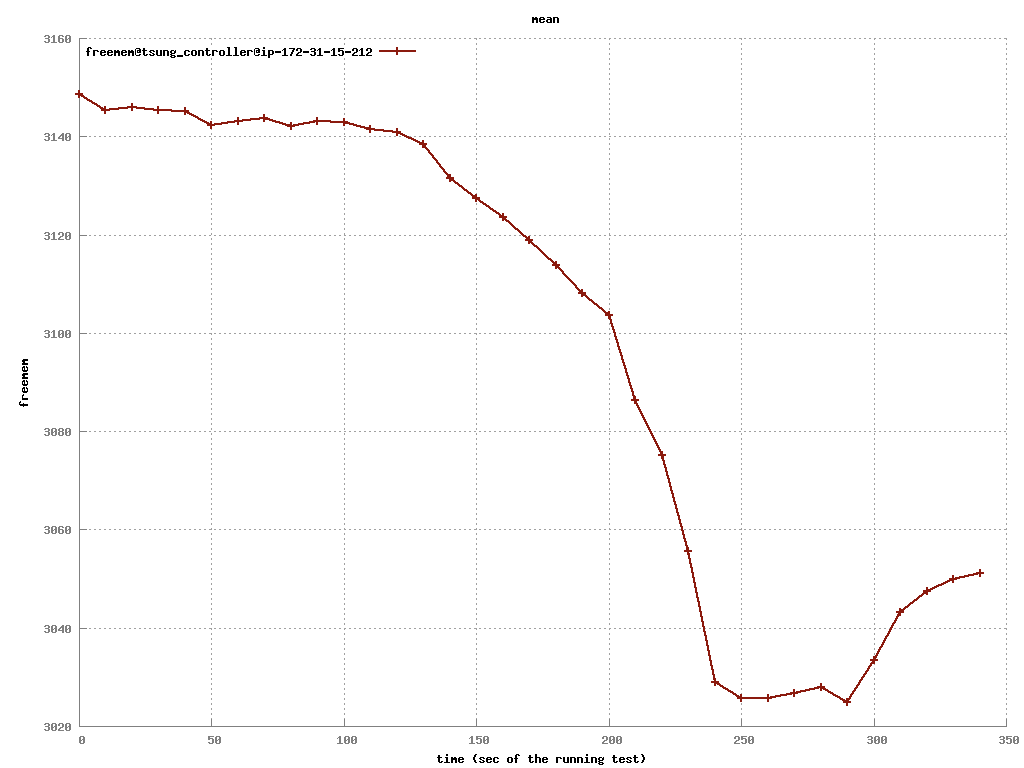 mean
3160
freemem@tsung_controller@ip-172-31-15-212
3140
3120
3100
freemem
3080
3060
3040
3020
0 50 100 150 200 250 300 350
time (sec of the running test)